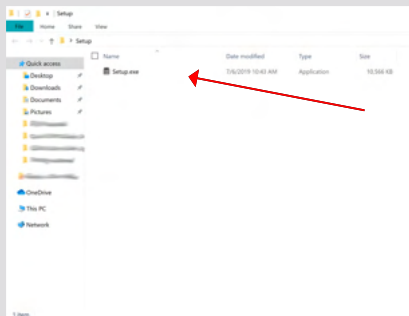 Setup
File Home Share View
Setup
Name Date modified Type Size
Setup.exe 7/6/2019 10:43 AM Application 10,566 KB
Quick access
Desktop
Downloads
Documents
Pictures
OneDrive
This PC
Network
1 item